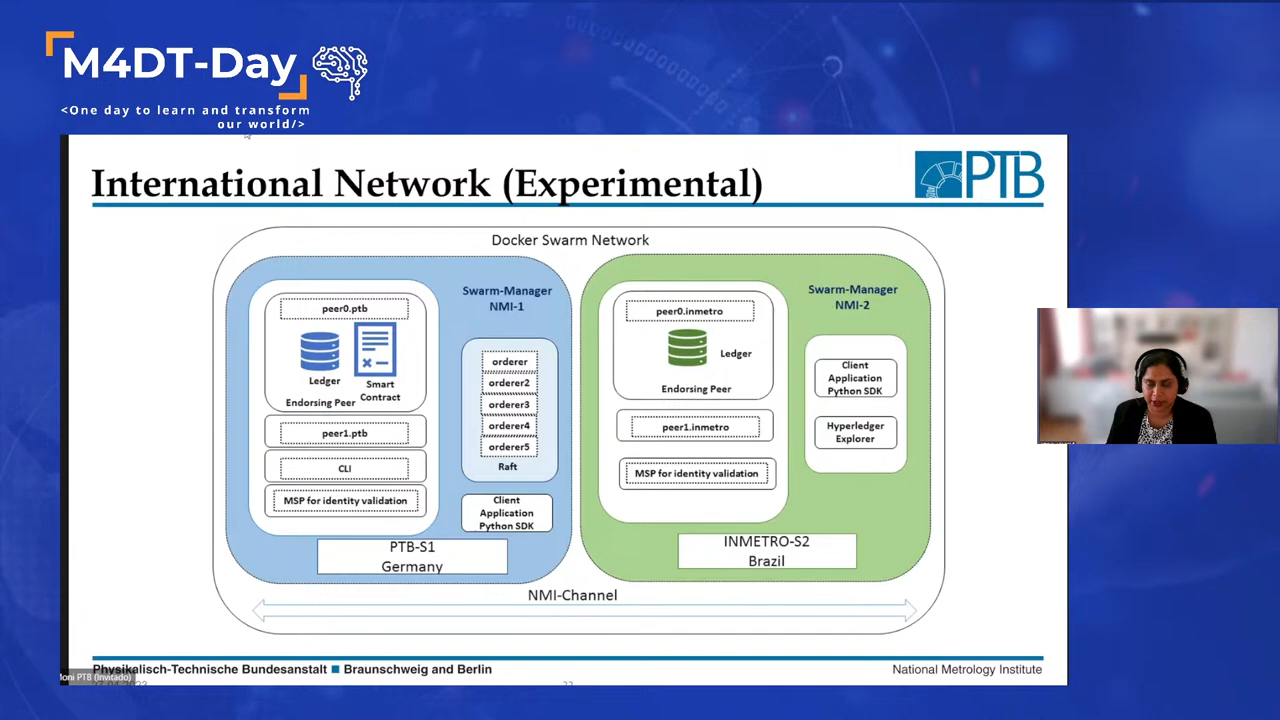 M4DT-Day
<One day to learn and transform
our world/>
International Network (Experimental)
PTB
Docker Swarm Network
peer0.ptb
Ledger
Smart
Contract
Endorsing Peer
peer1.ptb
CLI
MSP for identity validation
Swarm-Manager
NMI-1
orderer
orderer2
orderer3
orderer4
orderer5
Raft
Client
Application
Python SDK
PTB-S1
Germany
peer0.inmetro
Ledger
Endorsing Peer
peer1.inmetro
MSP for identity validation
Swarm-Manager
NMI-2
Client
Application
Python SDK
Hyperledger
Explorer
INMETRO-S2
Brazil
NMI-Channel
Physikalisch-Technische Bundesanstalt ■ Braunschweig and Berlin
National Metrology Institute
Moni PTB (Invitado)